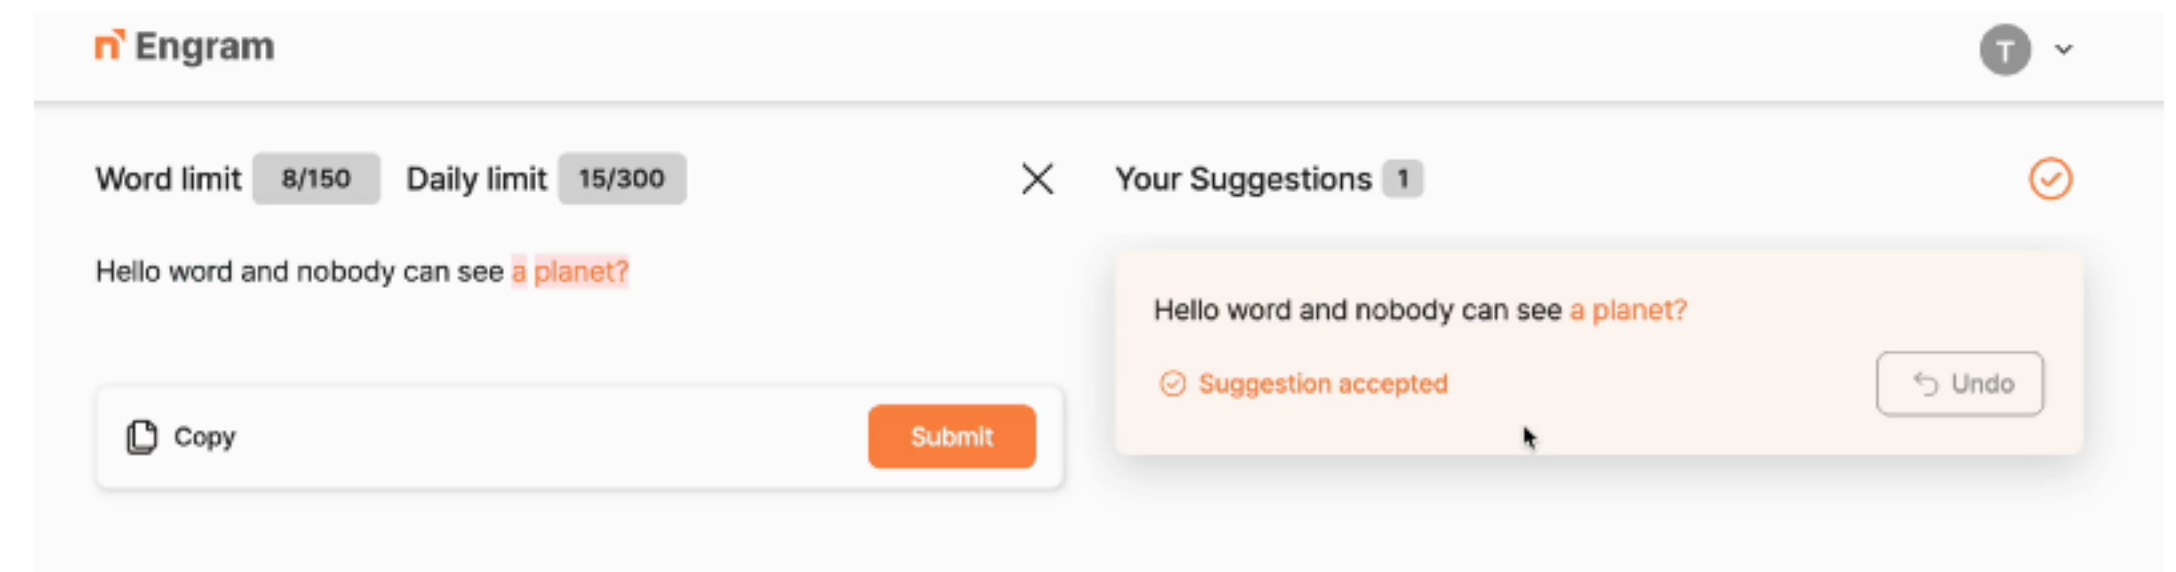 Engram
T
Word limit 8/150 Daily limit 15/300
Hello word and nobody can see a planet?
Copy
Submit
Your Suggestions 1
Hello word and nobody can see a planet?
Suggestion accepted
Undo